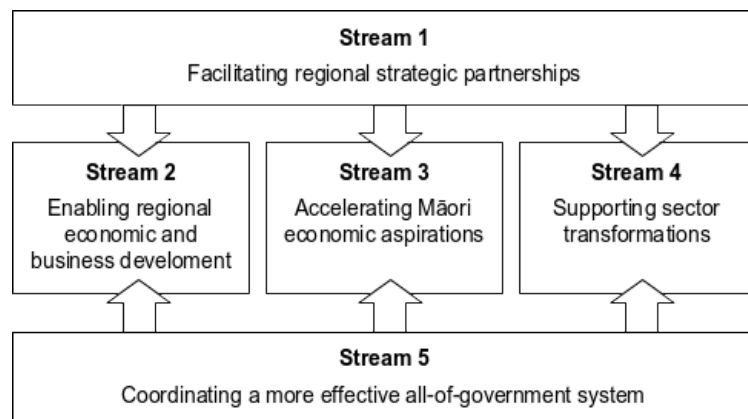 Stream 1
Facilitating regional strategic partnerships
Stream 2
Enabling regional
economic and
business develoment
Stream 3
Accelerating Māori
economic aspirations
Stream 4
Supporting sector
transformations
Stream 5
Coordinating a more effective all-of-government system